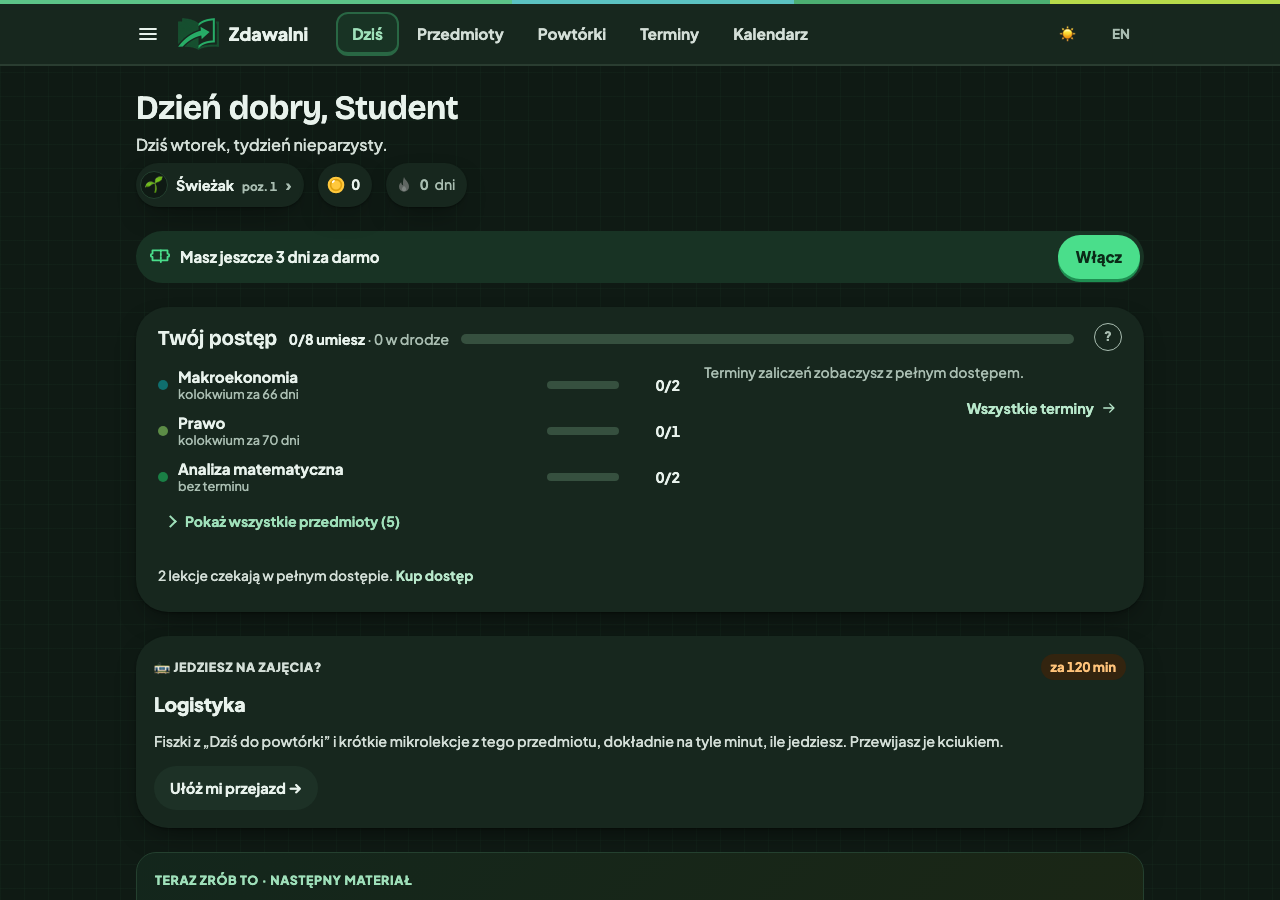 Zdawalni
Dziś
Przedmioty
Powtórki
Terminy
Kalendarz
EN
Dzień dobry, Student
Dziś wtorek, tydzień nieparzysty.
Świeżak poz. 1 ›
0
0 dni
Masz jeszcze 3 dni za darmo
Włącz
Twój postęp 0/8 umiesz · 0 w drodze
?
Makroekonomia
kolokwium za 66 dni
0/2
Prawo
kolokwium za 70 dni
0/1
Analiza matematyczna
bez terminu
0/2
Pokaż wszystkie przedmioty (5)
Terminy zaliczeń zobaczysz z pełnym dostępem.
Wszystkie terminy →
2 lekcje czekają w pełnym dostępie. Kup dostęp
JEDZIESZ NA ZAJĘCIA?
za 120 min
Logistyka
Fiszki z „Dziś do powtórki” i krótkie mikrolekcje z tego przedmiotu, dokładnie na tyle minut, ile jedziesz. Przewijasz je kciukiem.
Ułóż mi przejazd →
TERAZ ZRÓB TO · NASTĘPNY MATERIAŁ